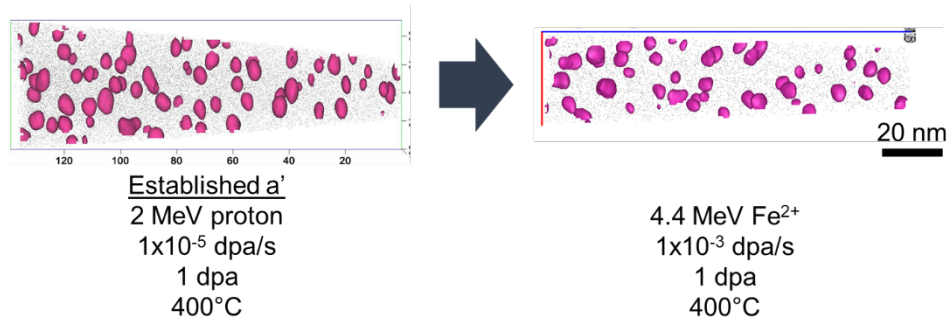 120 100 80 60 40 20
20 nm
Established a’
2 MeV proton
1x10⁻⁵ dpa/s
1 dpa
400°C
4.4 MeV Fe²⁺
1x10⁻³ dpa/s
1 dpa
400°C